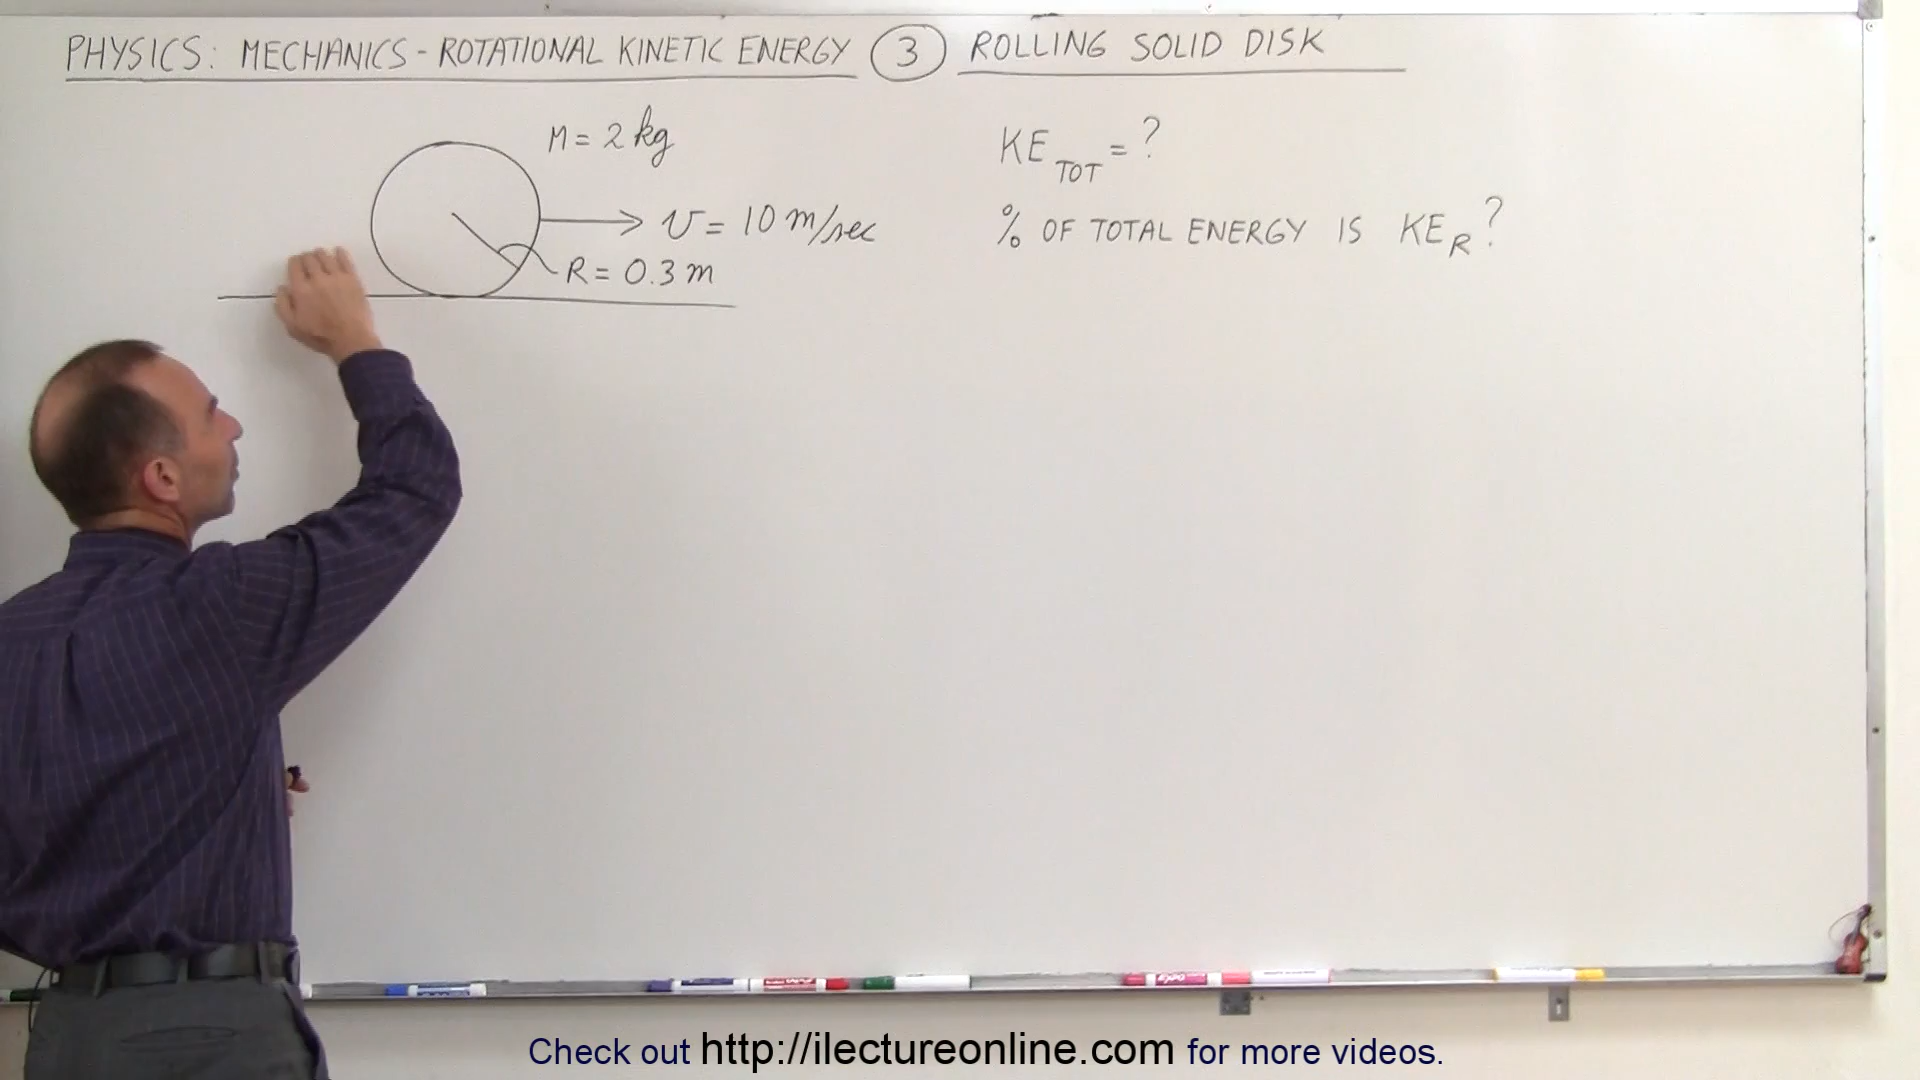 PHYSICS: MECHANICS - ROTATIONAL KINETIC ENERGY 3 ROLLING SOLID DISK
M = 2 kg
v = 10 m/sec
R = 0.3 m
KE TOT = ?
% OF TOTAL ENERGY IS KE R ?
Check out http://ilectureonline.com for more videos.